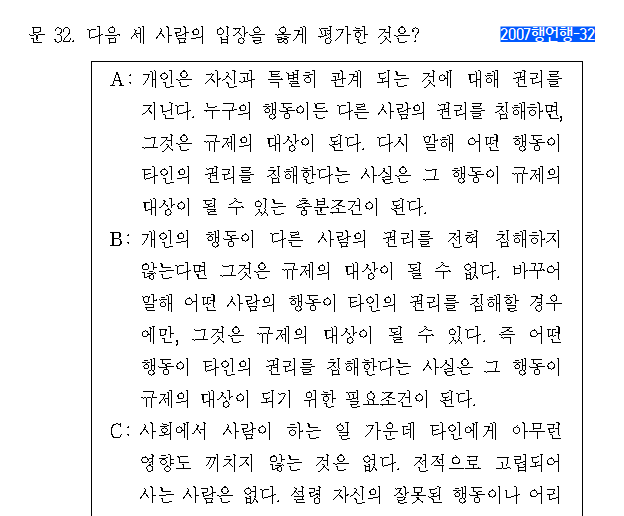 문 32. 다음 세 사람의 입장을 옳게 평가한 것은? 2007행언행-32
A: 개인은 자신과 특별히 관계 되는 것에 대해 권리를
지닌다. 누구의 행동이든 다른 사람의 권리를 침해하면,
그것은 규제의 대상이 된다. 다시 말해 어떤 행동이
타인의 권리를 침해한다는 사실은 그 행동이 규제의
대상이 될 수 있는 충분조건이 된다.
B: 개인의 행동이 다른 사람의 권리를 전혀 침해하지
않는다면 그것은 규제의 대상이 될 수 없다. 바꾸어
말해 어떤 사람의 행동이 타인의 권리를 침해할 경우
에만, 그것은 규제의 대상이 될 수 있다. 즉 어떤
행동이 타인의 권리를 침해한다는 사실은 그 행동이
규제의 대상이 되기 위한 필요조건이 된다.
C: 사회에서 사람이 하는 일 가운데 타인에게 아무런
영향도 끼치지 않는 것은 없다. 전적으로 고립되어
사는 사람은 없다. 설령 자신의 잘못된 행동이나 어리